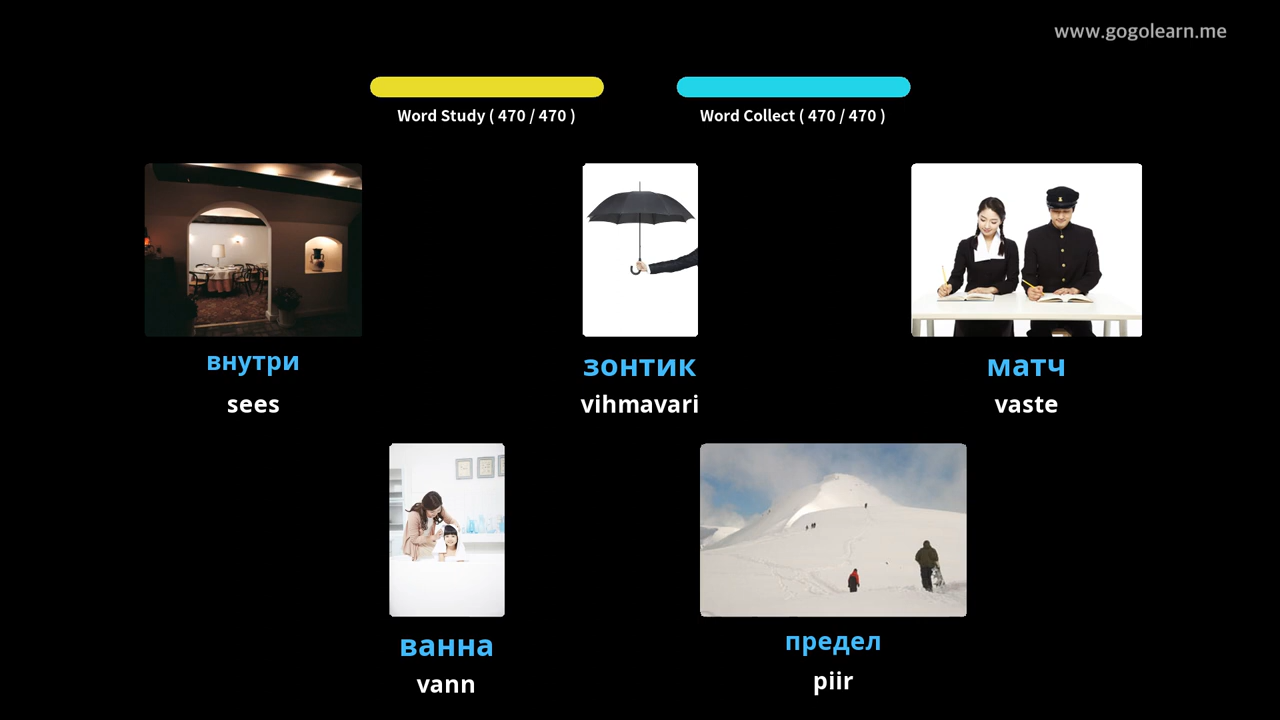 www.gogolearn.me
Word Study ( 470 / 470 )
Word Collect ( 470 / 470 )
внутри
зонтик
матч
sees
vihmavari
vaste
ванна
предел
vann
piir